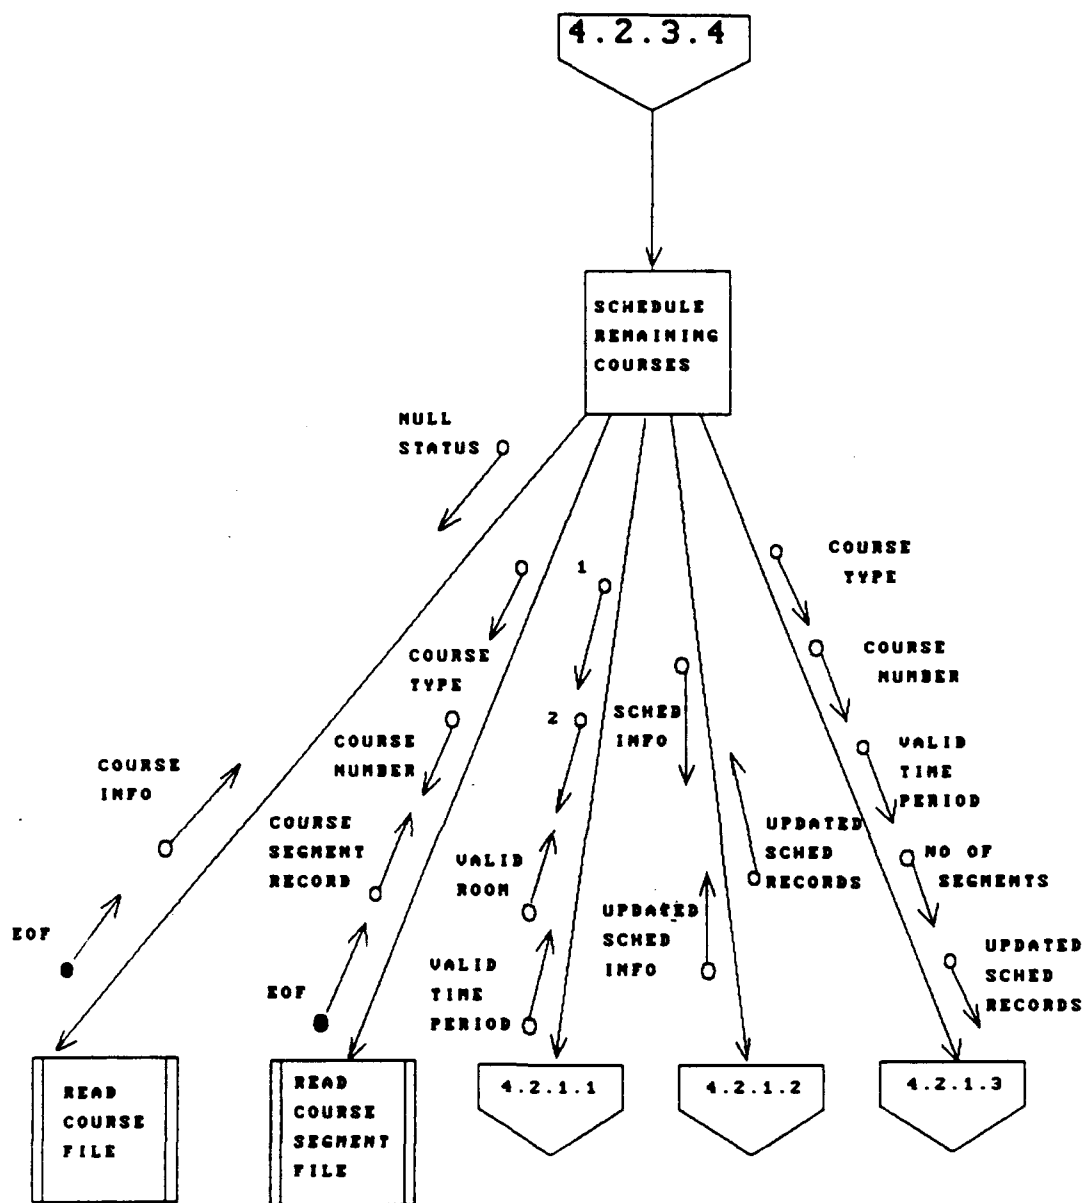 4.2.3.4
SCHEDULE
REMAINING
COURSES
NULL
STATUS
COURSE
TYPE
1
COURSE
TYPE
COURSE
NUMBER
2
SCHED
INFO
COURSE
NUMBER
VALID
TIME
PERIOD
COURSE
INFO
COURSE
SEGMENT
RECORD
VALID
ROOM
UPDATED
SCHED
RECORDS
NO OF
SEGMENTS
UPDATED
SCHED
INFO
EOF
EOF
VALID
TIME
PERIOD
UPDATED
SCHED
RECORDS
READ
COURSE
FILE
READ
COURSE
SEGMENT
FILE
4.2.1.1
4.2.1.2
4.2.1.3